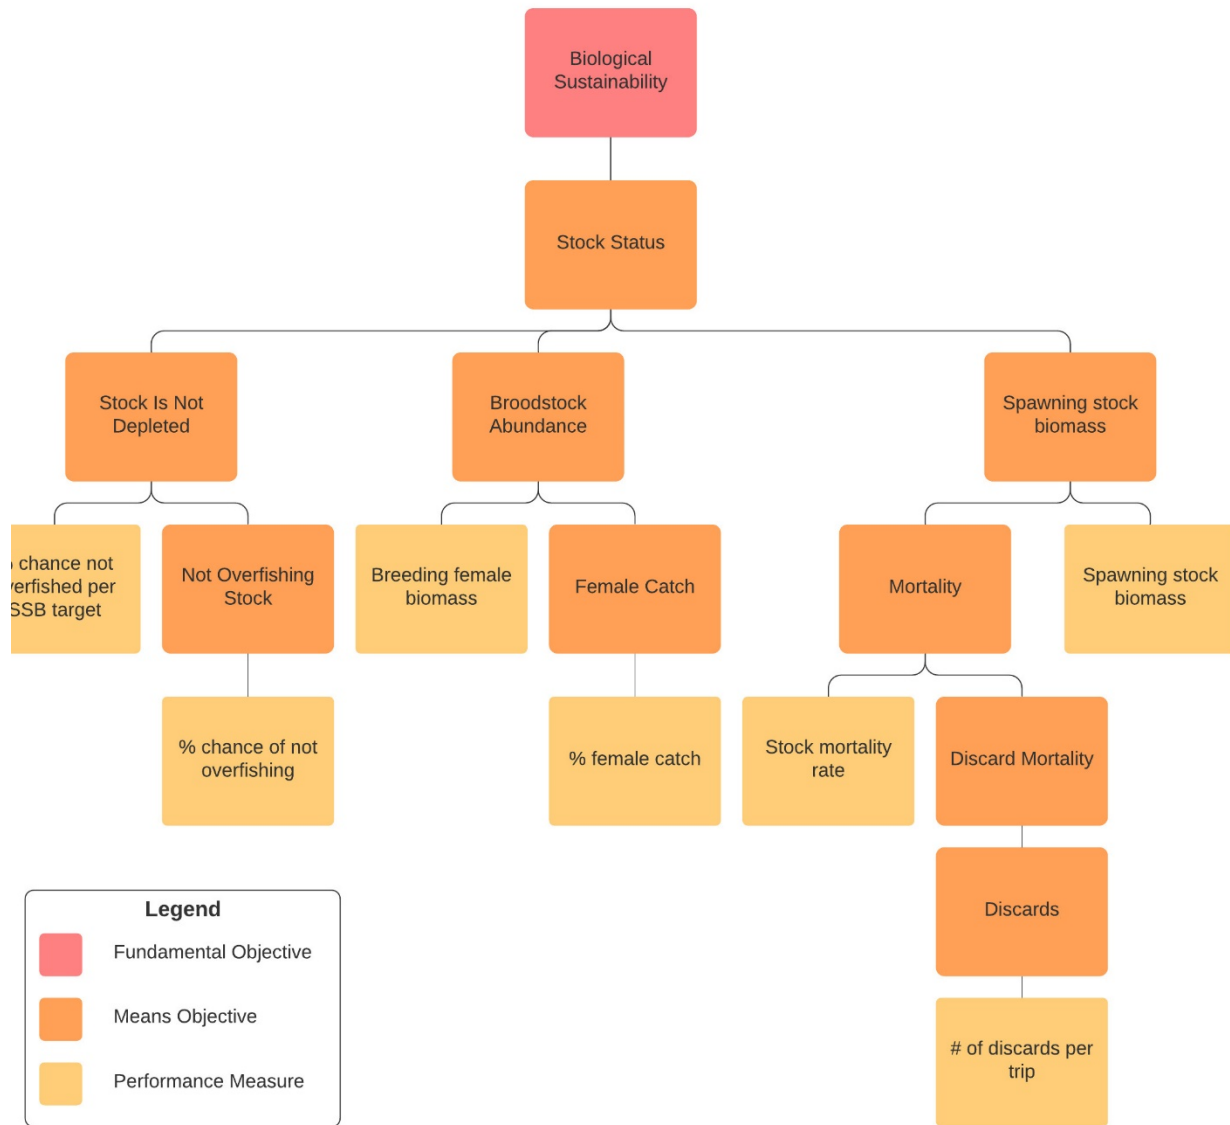 Biological
Sustainability
Stock Status
Stock Is Not
Depleted
Broodstock
Abundance
Spawning stock
biomass
chance not
per
SSB target
Not Overfishing
Stock
Breeding female
biomass
Female Catch
Mortality
Spawning stock
biomass
% chance of not
overfishing
% female catch
Stock mortality
rate
Discard Mortality
Discards
# of discards per
trip
Legend
Fundamental Objective
Means Objective
Performance Measure